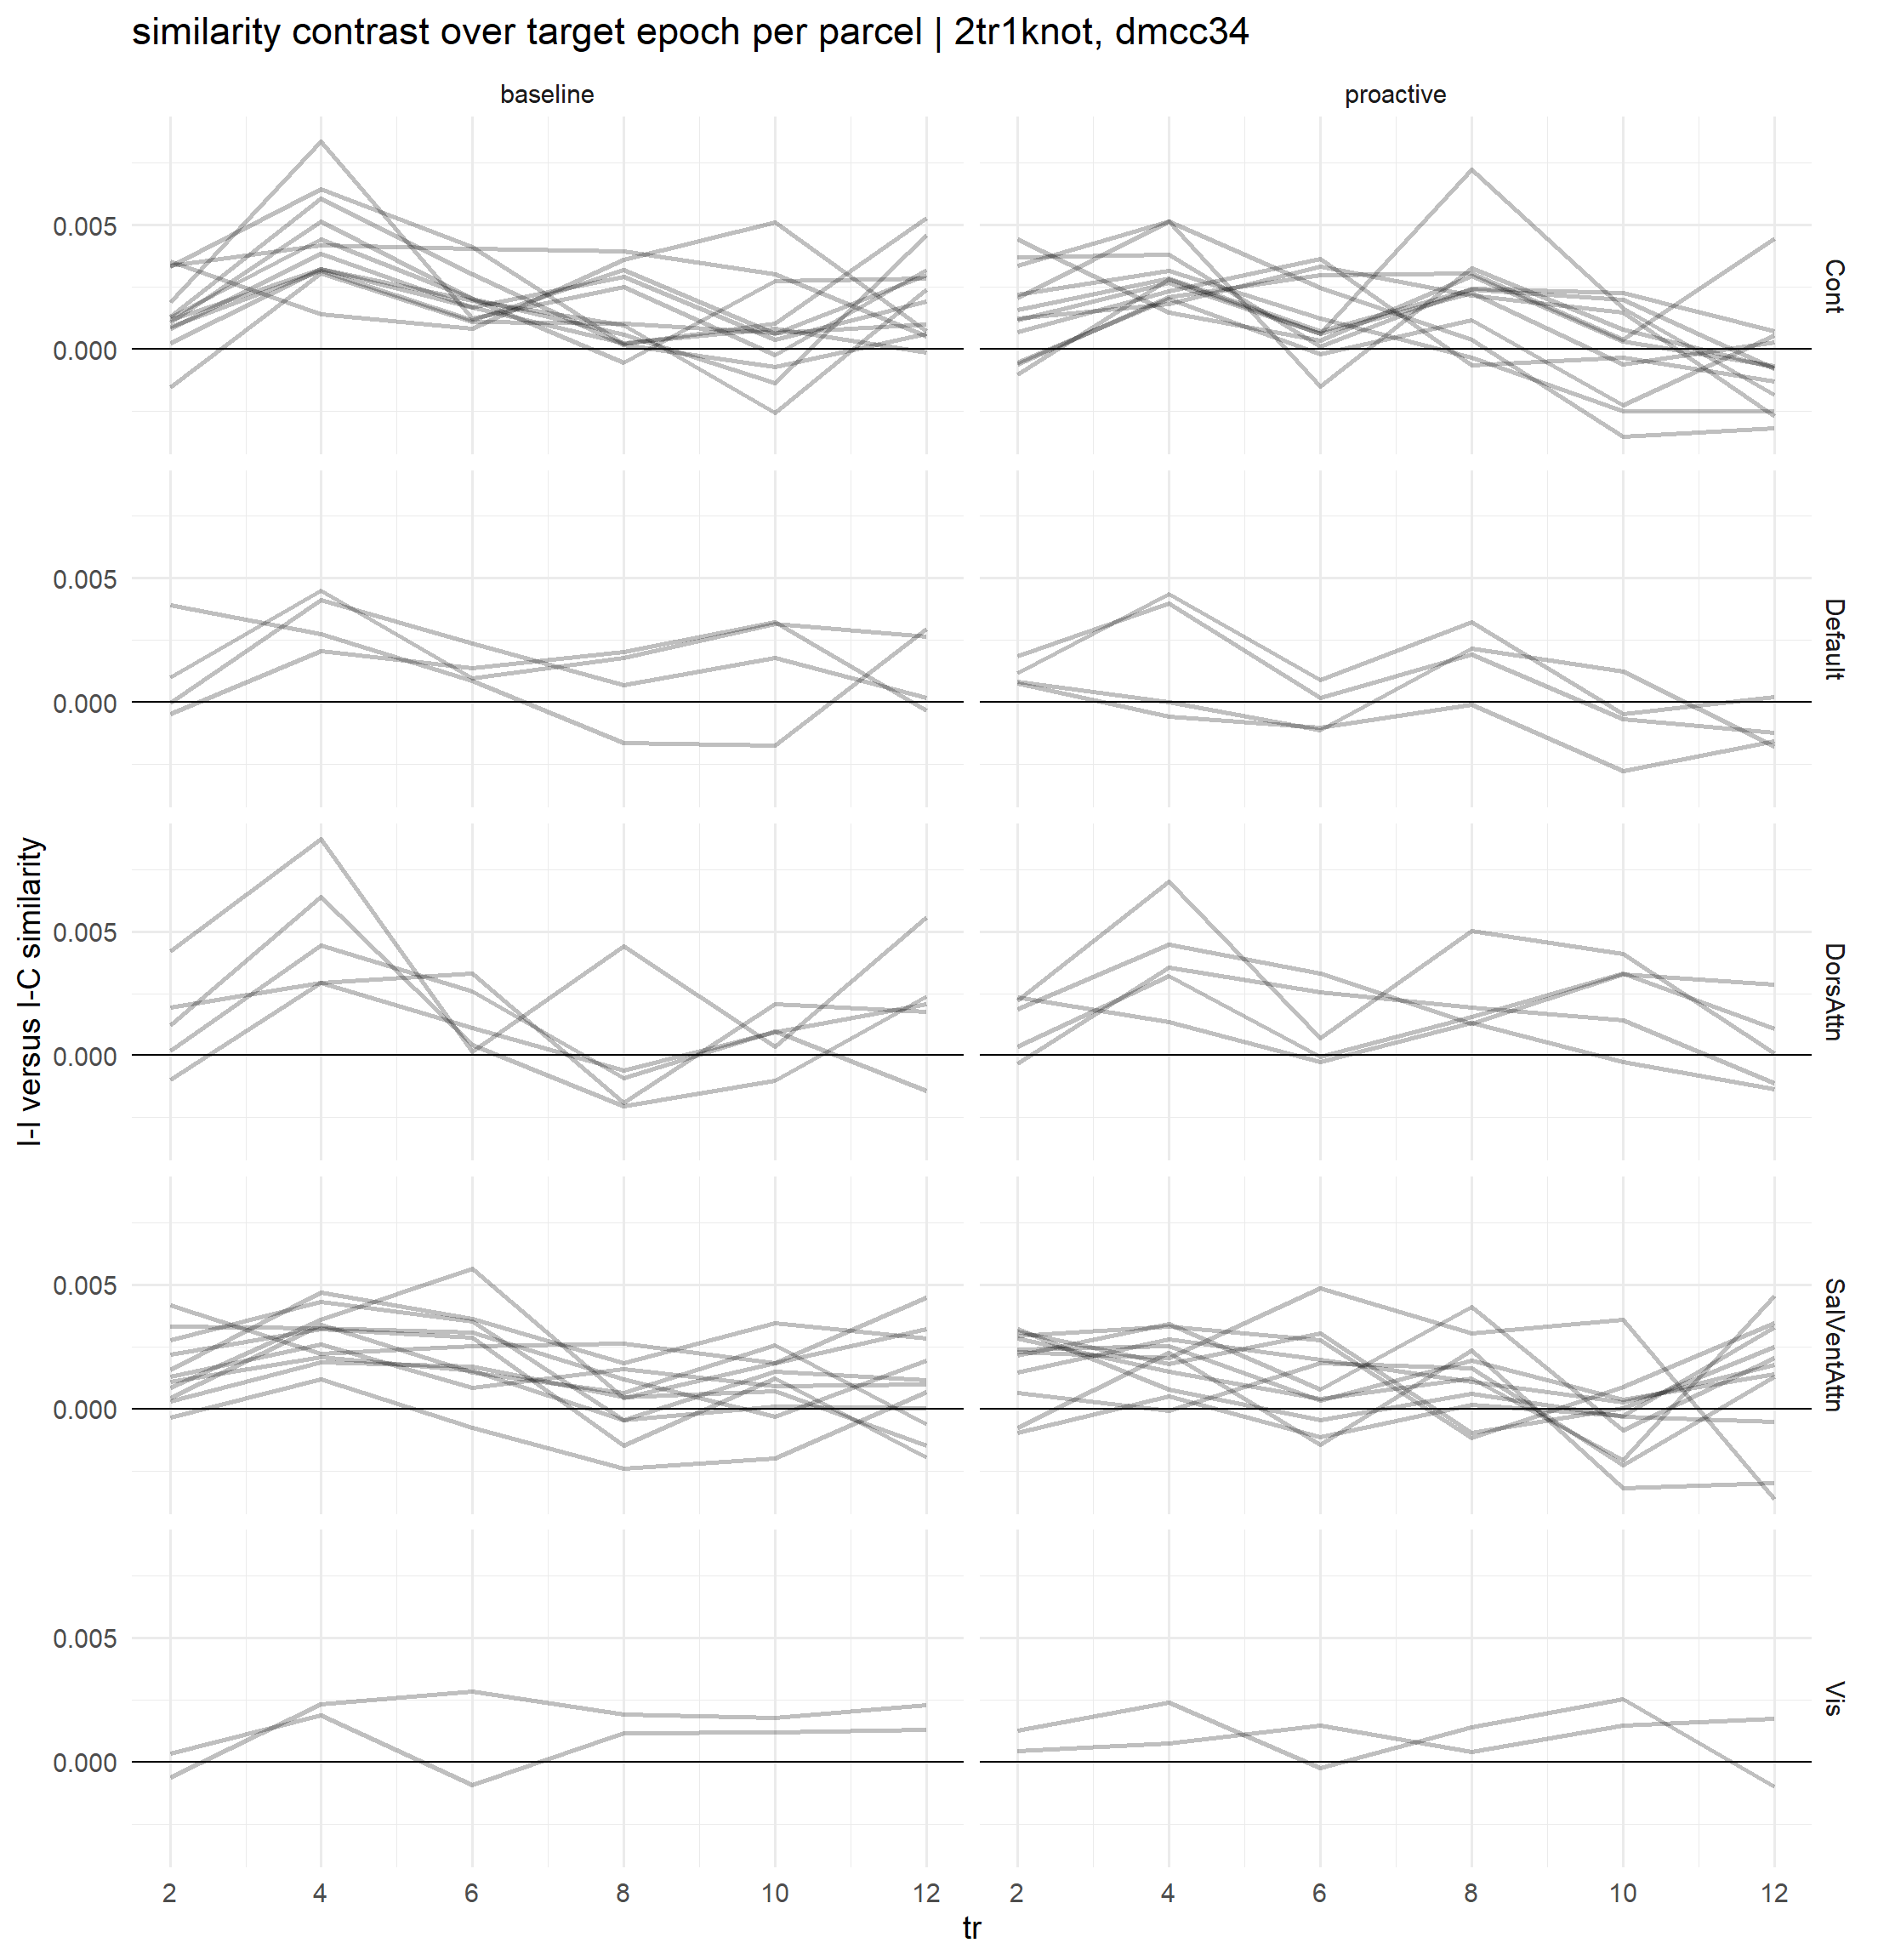 similarity contrast over target epoch per parcel | 2tr1knot, dmcc34
baseline
proactive
0.005
0.000
Cont
0.005
0.000
Default
I-I versus I-C similarity
0.005
0.000
DorsAttn
0.005
0.000
SalVentAttn
0.005
0.000
Vis
2 4 6 8 10 12
2 4 6 8 10 12
tr